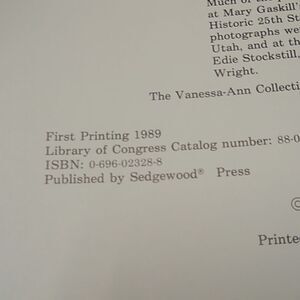 Much of the
at Mary Gaskill's
Historic 25th St
photographs we
Utah, and at th
Edie Stockstill,
Wright.
The Vanessa-Ann Collecti
First Printing 1989
Library of Congress Catalog number: 88-0
ISBN: 0-696-02328-8
Published by Sedgewood® Press
©
Printe